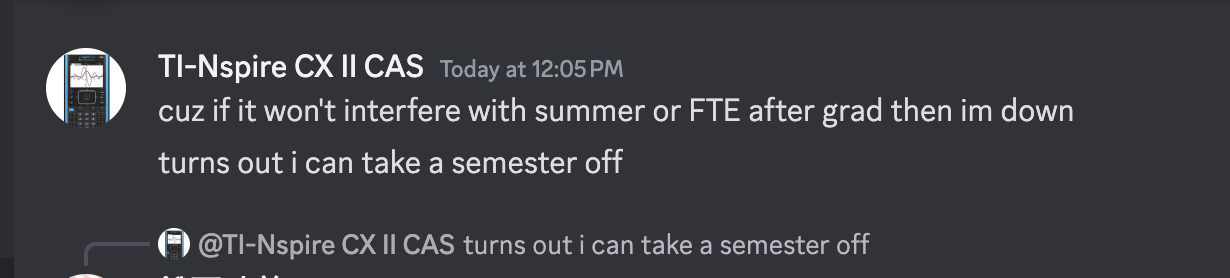 TI-Nspire CX II CAS Today at 12:05 PM
cuz if it won't interfere with summer or FTE after grad then im down
turns out i can take a semester off
@TI-Nspire CX II CAS turns out i can take a semester off